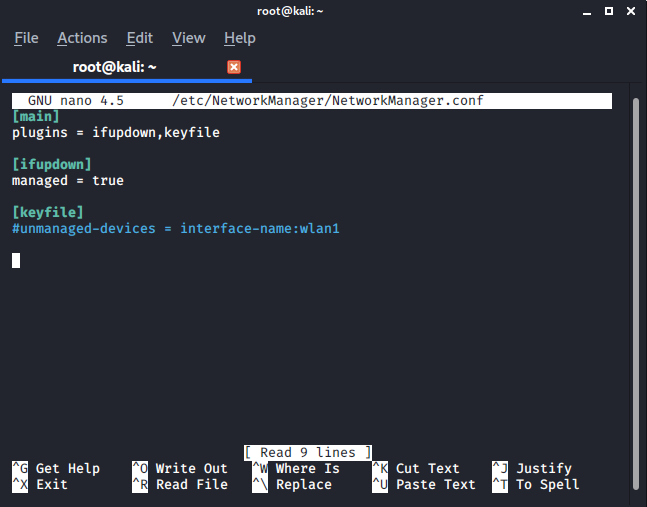 root@kali: ~
File Actions Edit View Help
root@kali: ~
GNU nano 4.5 /etc/NetworkManager/NetworkManager.conf
[main]
plugins = ifupdown,keyfile
[ifupdown]
managed = true
[keyfile]
#unmanaged-devices = interface-name:wlan1
[ Read 9 lines ]
^G Get Help ^O Write Out ^W Where Is ^K Cut Text ^J Justify
^X Exit ^R Read File ^\ Replace ^U Paste Text ^T To Spell